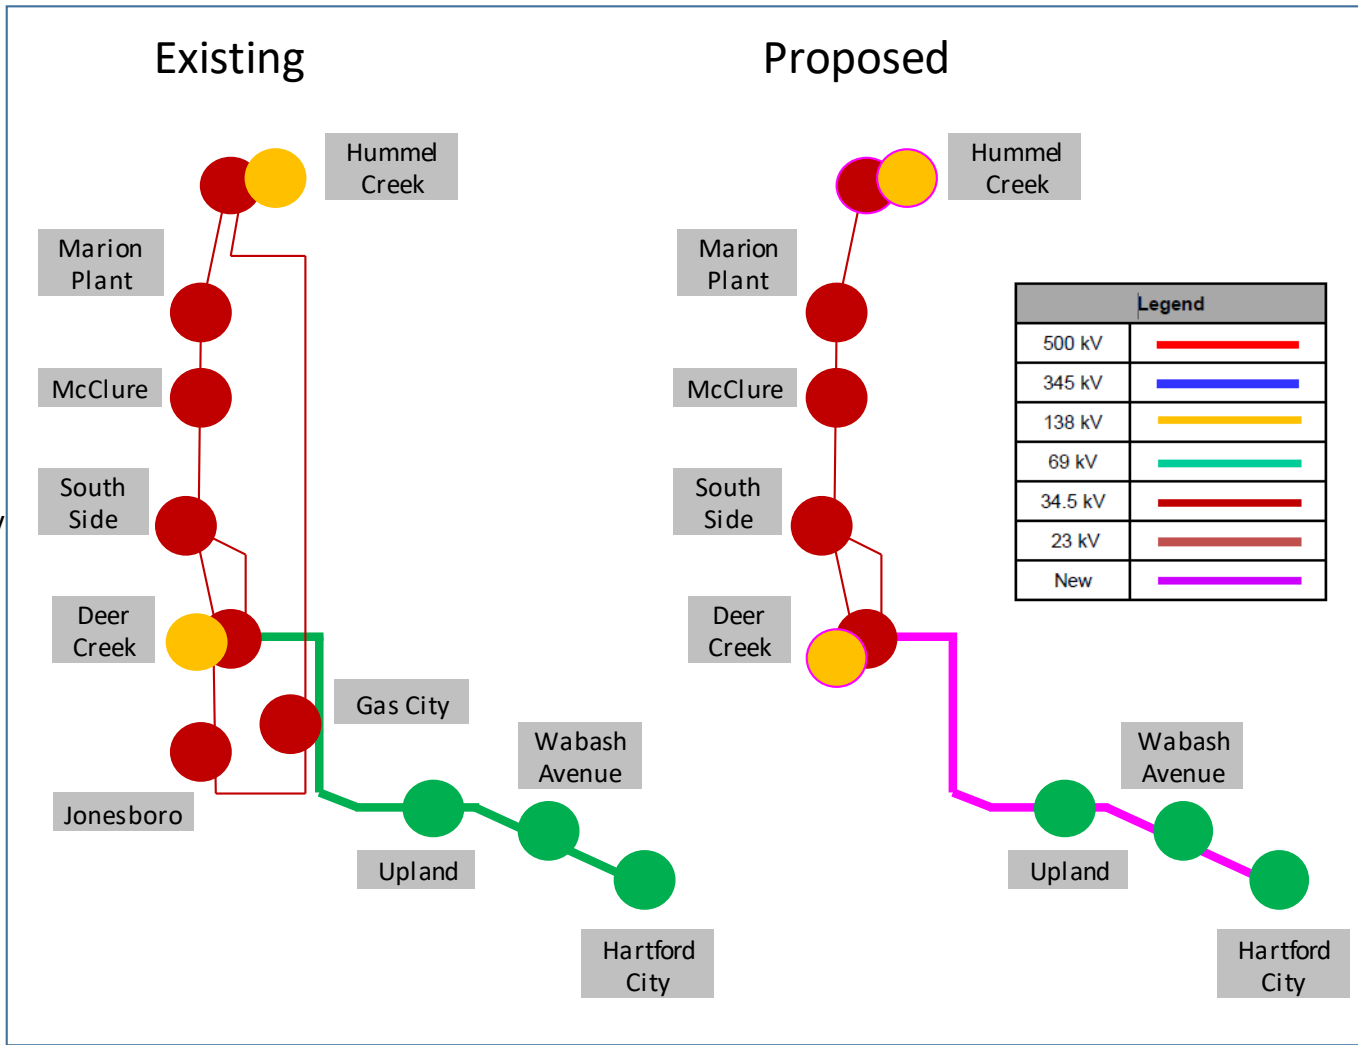 Existing
Proposed
Hummel
Creek
Marion
Plant
McClure
South
Side
Deer
Creek
Gas City
Jonesboro
Wabash
Avenue
Upland
Hartford
City
Hummel
Creek
Marion
Plant
McClure
South
Side
Deer
Creek
Wabash
Avenue
Upland
Hartford
City
Legend
500 kV
345 kV
138 kV
69 kV
34.5 kV
23 kV
New